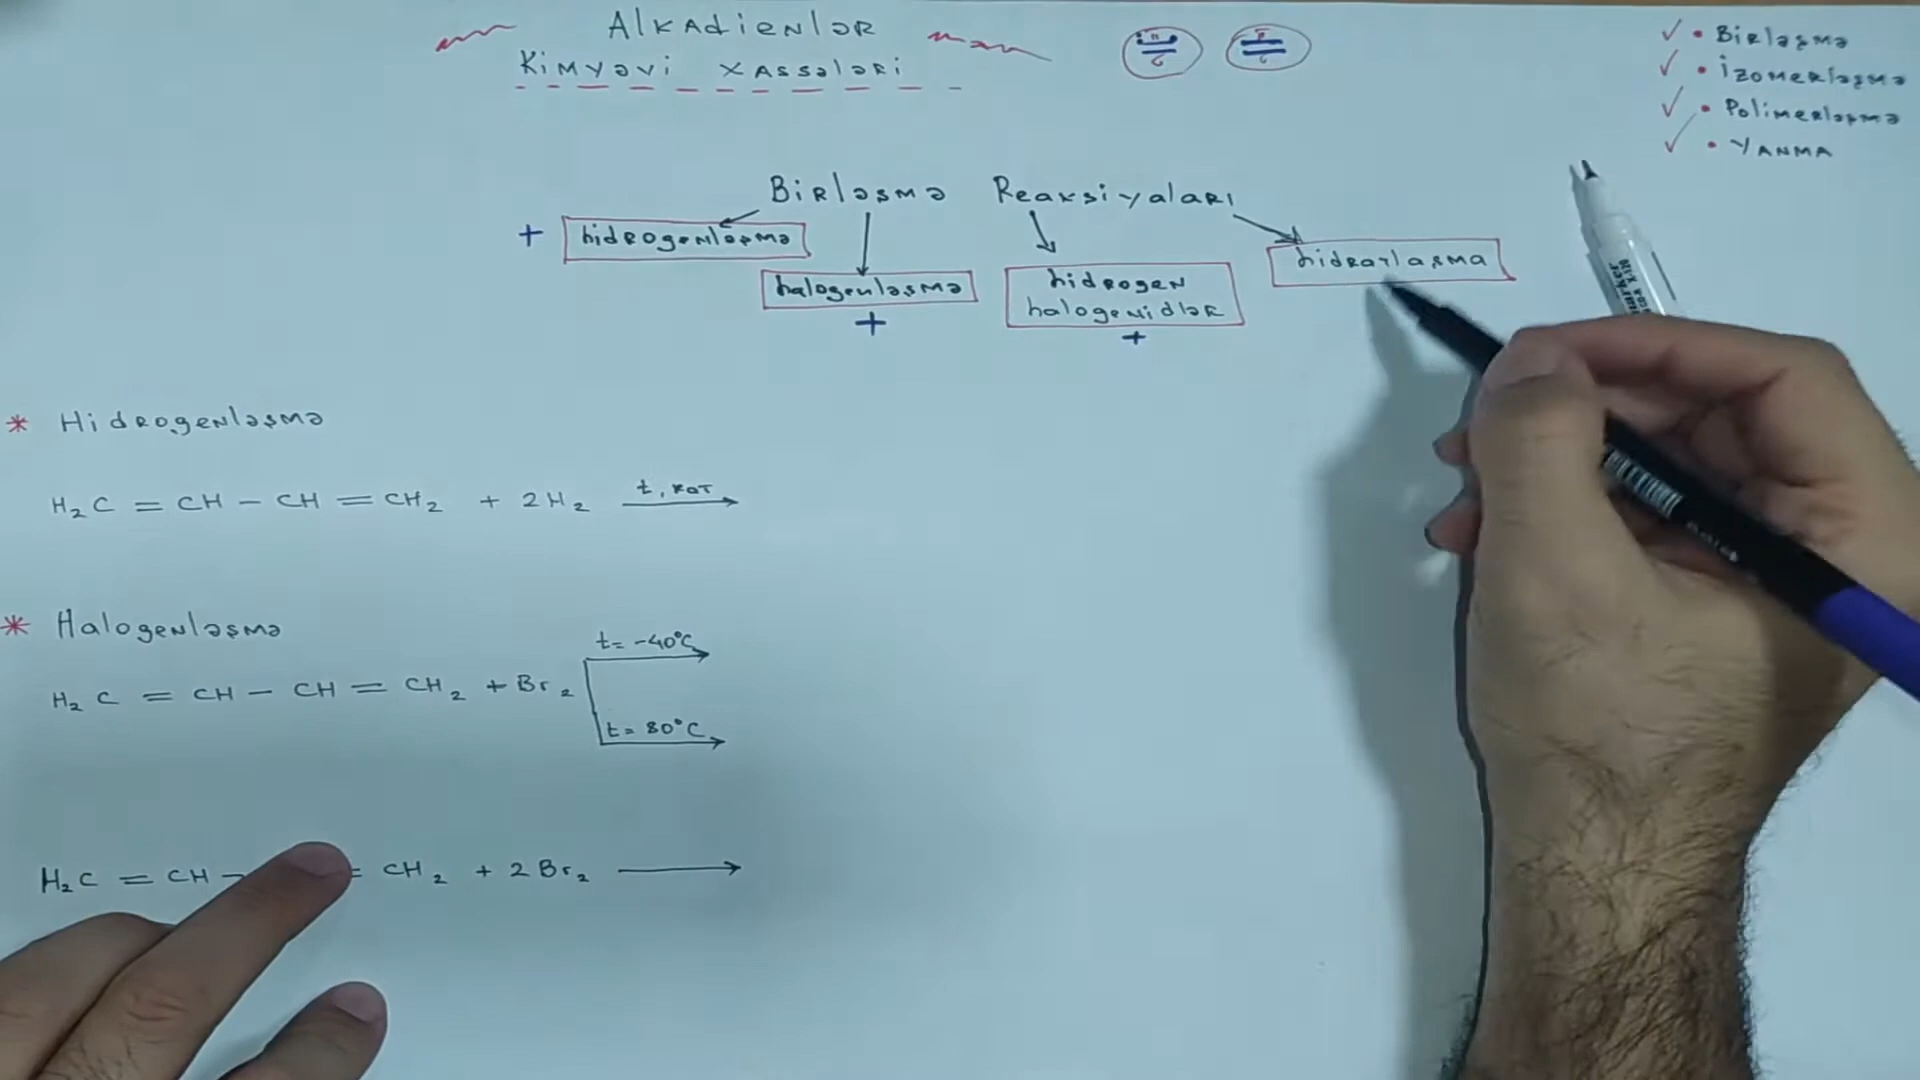 Alkadienlər
Kimyəvi xassələri
• Birləşmə
• İzomerləşmə
• Polimerləşmə
• Yanma
Birləşmə Reaksiyaları
+ hidrogenləşmə
halogenləşmə
+
hidrogen
halogenidlər
+
hidratlaşma
* Hidrogenləşmə
H₂C = CH – CH = CH₂ + 2H₂ t, kat →
* Halogenləşmə
H₂C = CH – CH = CH₂ + Br₂
t = -40°C
t = 80°C
H₂C = CH – = CH₂ + 2Br₂ →